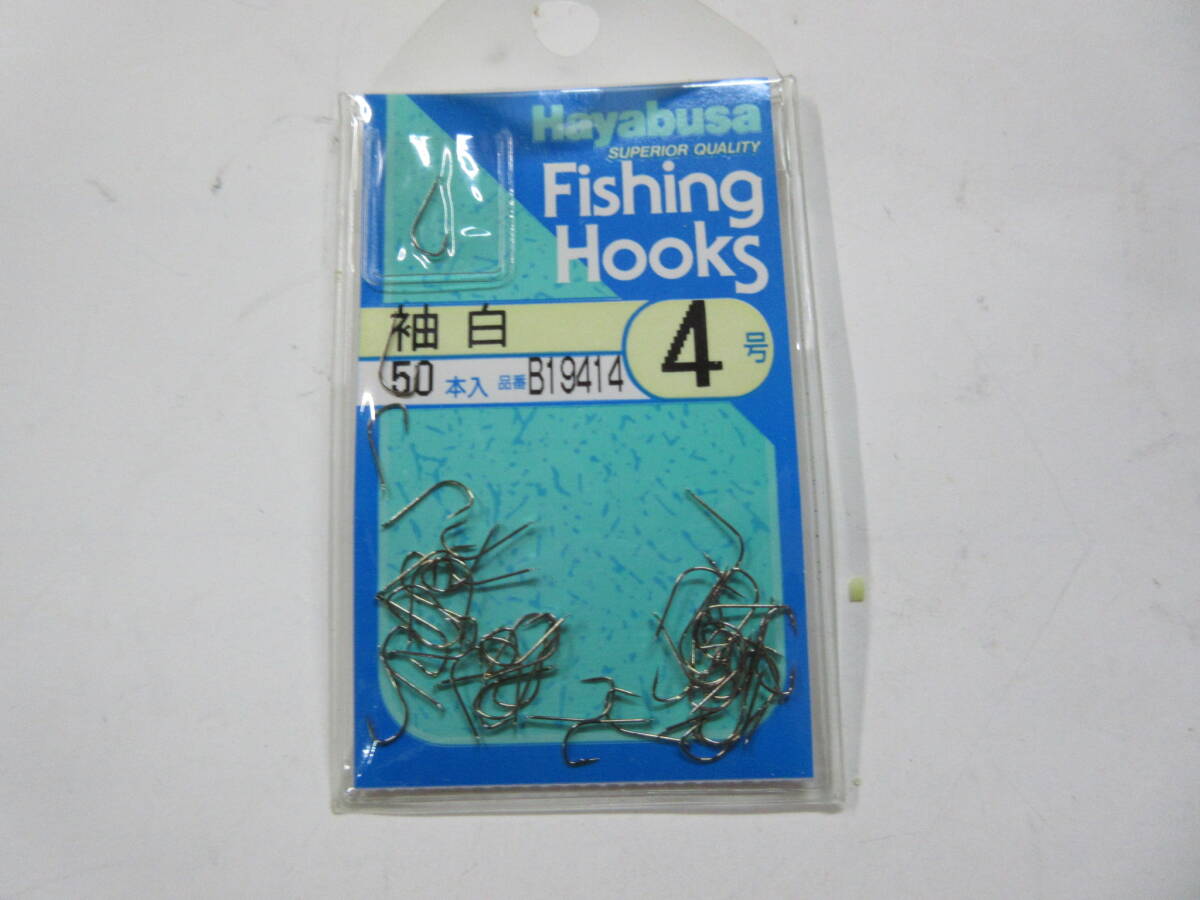 Hayabusa
SUPERIOR QUALITY
Fishing
Hooks
袖 白
50 本入 品番 B19414
4号